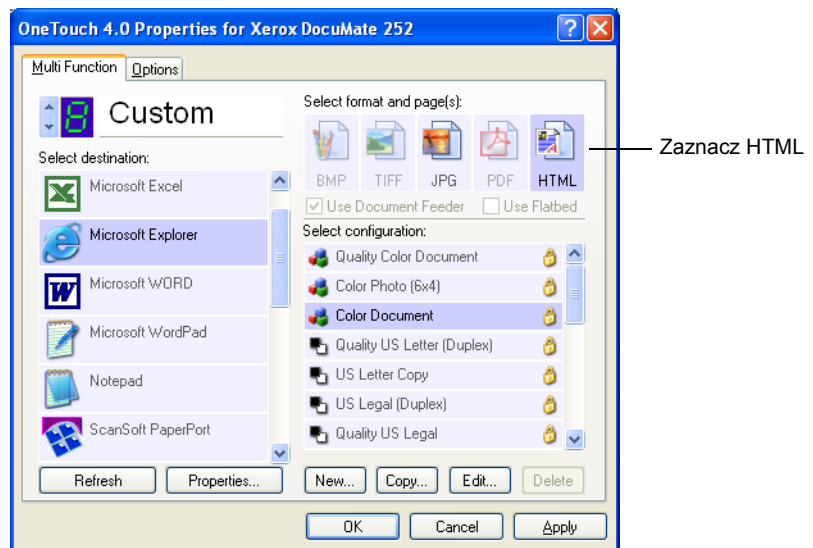 OneTouch 4.0 Properties for Xerox DocuMate 252
Multi Function
Options
8
Custom
Select destination:
Microsoft Excel
Microsoft Explorer
Microsoft WORD
Microsoft WordPad
Notepad
ScanSoft PaperPort
Refresh
Properties...
Select format and page(s):
BMP TIFF JPG PDF HTML
Use Document Feeder
Use Flatbed
Select configuration:
Quality Color Document
Color Photo (6x4)
Color Document
Quality US Letter (Duplex)
US Letter Copy
US Legal (Duplex)
Quality US Legal
New...
Copy...
Edit...
Delete
OK
Cancel
Apply
Zaznacz HTML